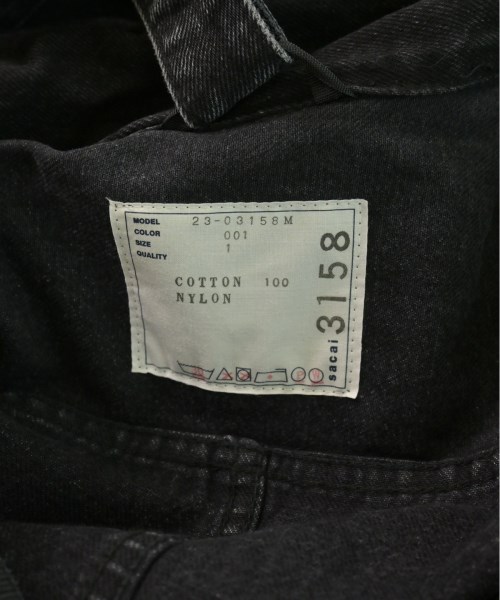 MODEL 23-03158M
COLOR 001
SIZE 1
QUALITY
COTTON 100
NYLON
sacai 3158